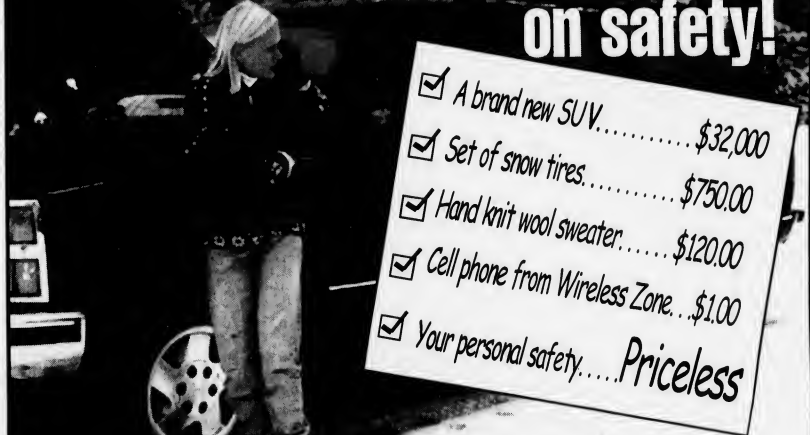 on safety!
A brand new SUV...........$32,000
Set of snow tires..........$750.00
Hand knit wool sweater......$120.00
Cell phone from Wireless Zone...$1.00
Your personal safety.....Priceless